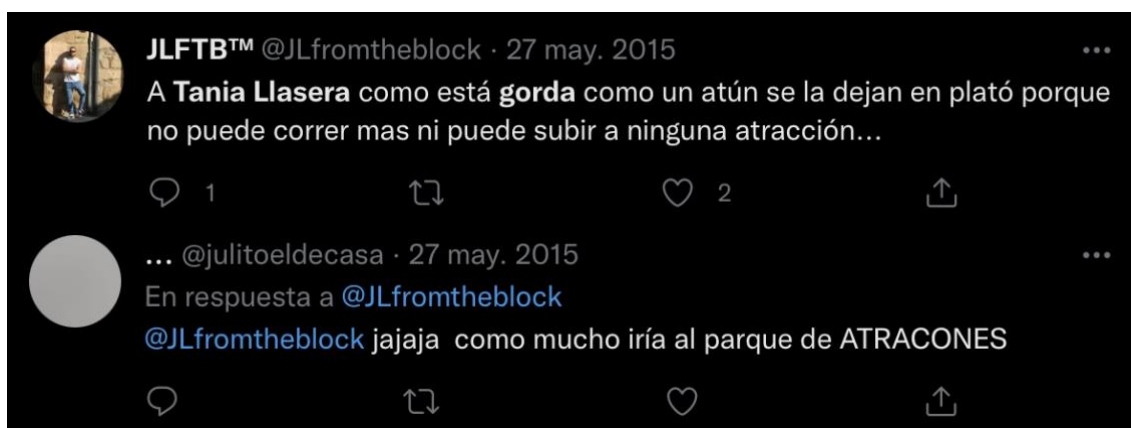 JLFTB™ @JLfromtheblock · 27 may. 2015
A Tania Llasera como está gorda como un atún se la dejan en plató porque
no puede correr mas ni puede subir a ninguna atracción...
1 2
... @julitoeldecasa · 27 may. 2015
En respuesta a @JLfromtheblock
@JLfromtheblock jajaja  como mucho iría al parque de ATRACONES